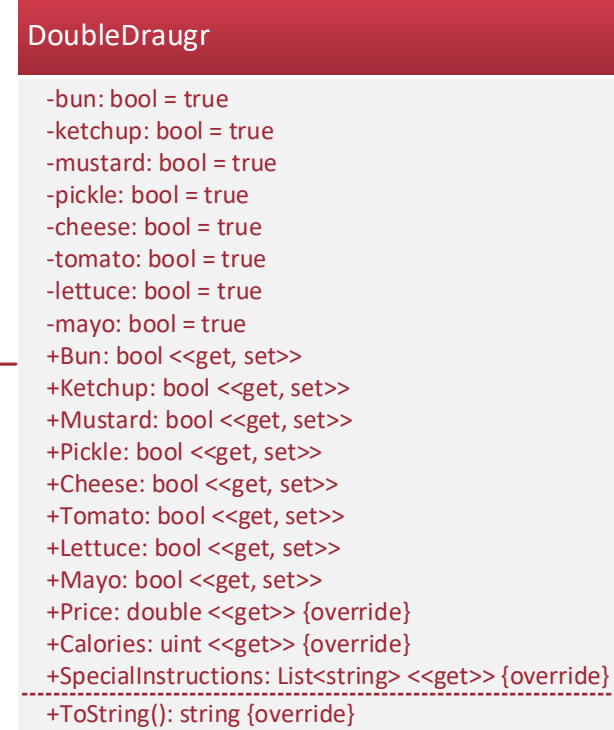 DoubleDraugr
-bun: bool = true
-ketchup: bool = true
-mustard: bool = true
-pickle: bool = true
-cheese: bool = true
-tomato: bool = true
-lettuce: bool = true
-mayo: bool = true
+Bun: bool <<get, set>>
+Ketchup: bool <<get, set>>
+Mustard: bool <<get, set>>
+Pickle: bool <<get, set>>
+Cheese: bool <<get, set>>
+Tomato: bool <<get, set>>
+Lettuce: bool <<get, set>>
+Mayo: bool <<get, set>>
+Price: double <<get>> {override}
+Calories: uint <<get>> {override}
+SpecialInstructions: List<string> <<get>> {override}
+ToString(): string {override}